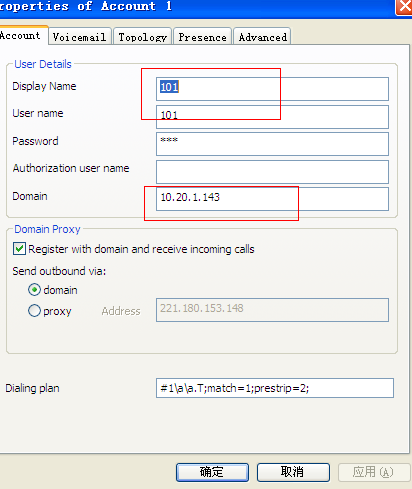 roperties of Account 1
Account Voicemail Topology Presence Advanced
User Details
Display Name 101
User name 101
Password ***
Authorization user name
Domain 10.20.1.143
Domain Proxy
Register with domain and receive incoming calls
Send outbound via:
domain
proxy Address 221.180.153.148
Dialing plan #1\a\a.T;match=1;prestrip=2;
确定 取消 应用(A)